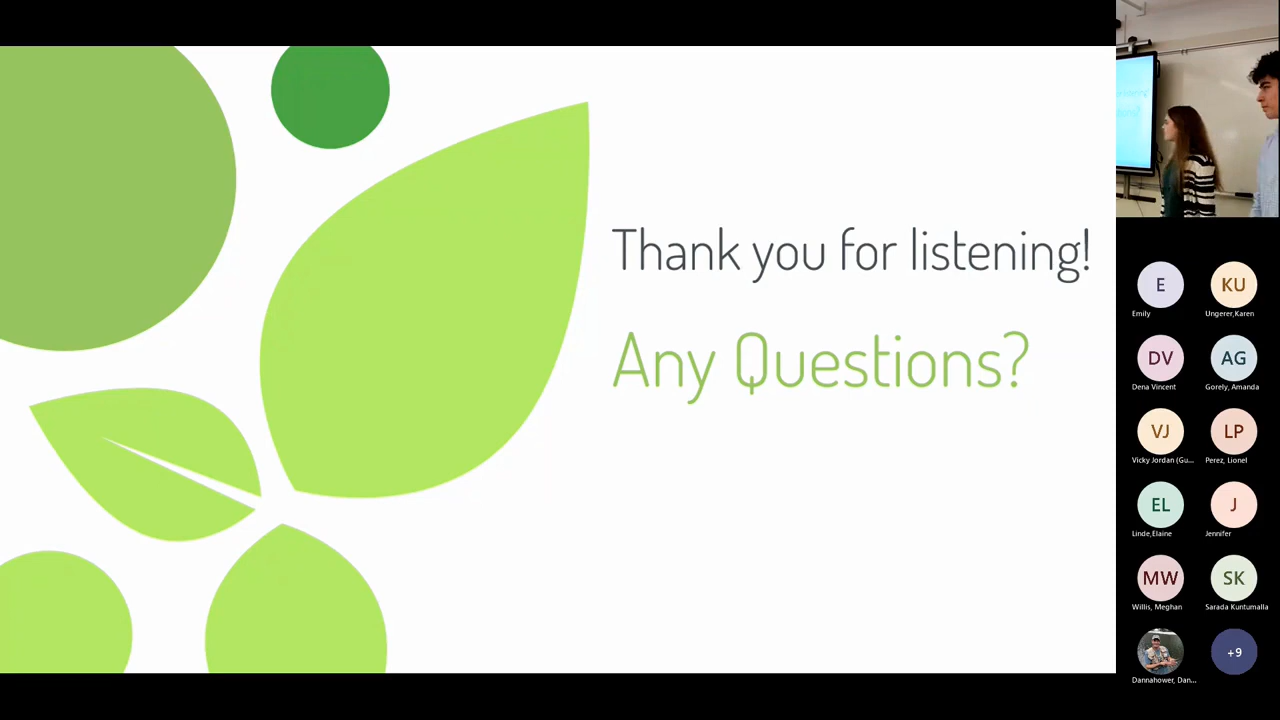 Thank you for listening!
Any Questions?
E
KU
Emily
Ungerer,Karen
DV
AG
Dena Vincent
Gorely, Amanda
VJ
LP
Vicky Jordan (Gu...
Perez, Lionel
EL
J
Linde,Elaine
Jennifer
MW
SK
Willis, Meghan
Sarada Kuntumalla
+9
Dannahower, Dan...